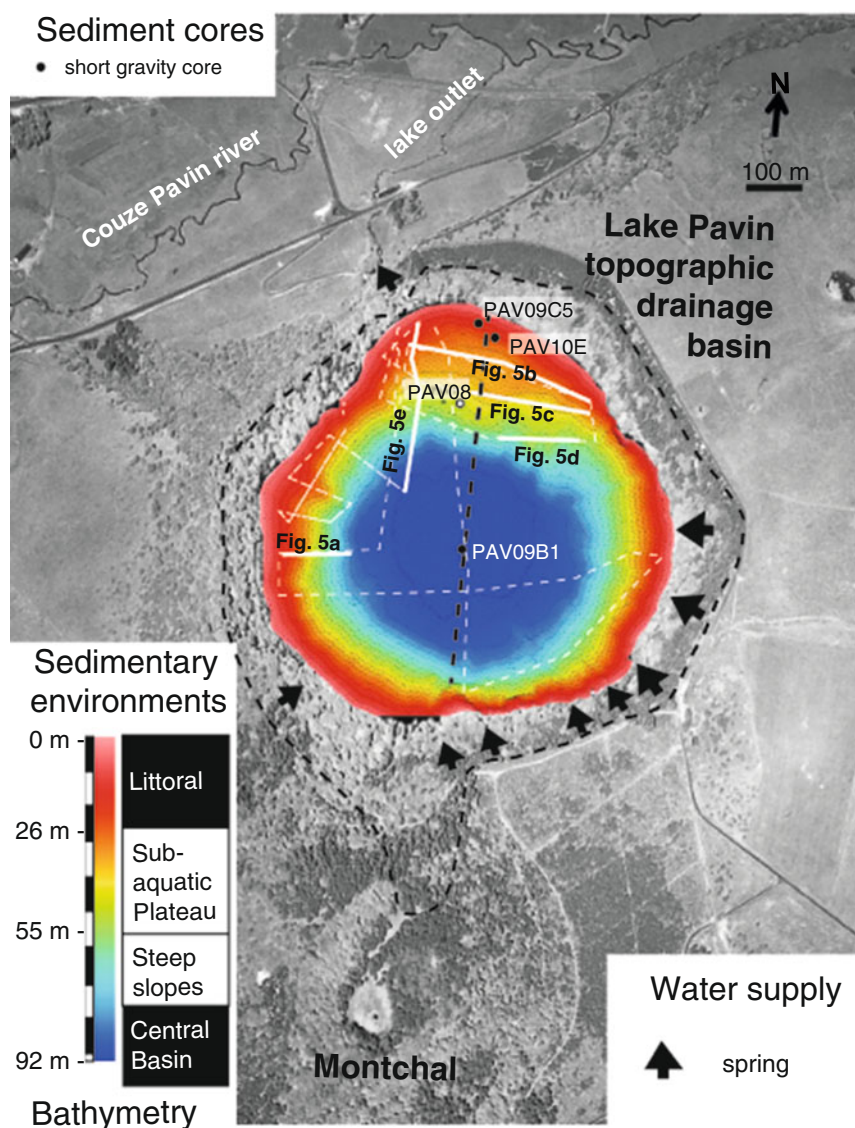 Sediment cores
short gravity core
lake outlet
Couze Pavin river
N
100 m
Lake Pavin
topographic
drainage
basin
PAV09C5
PAV10E
Fig. 5b
PAV08
Fig. 5c
Fig. 5e
Fig. 5d
Fig. 5a
PAV09B1
Sedimentary
environments
0 m
Littoral
26 m
Sub-
aquatic
Plateau
55 m
Steep
slopes
Central
Basin
92 m
Bathymetry
Water supply
spring
Montchal